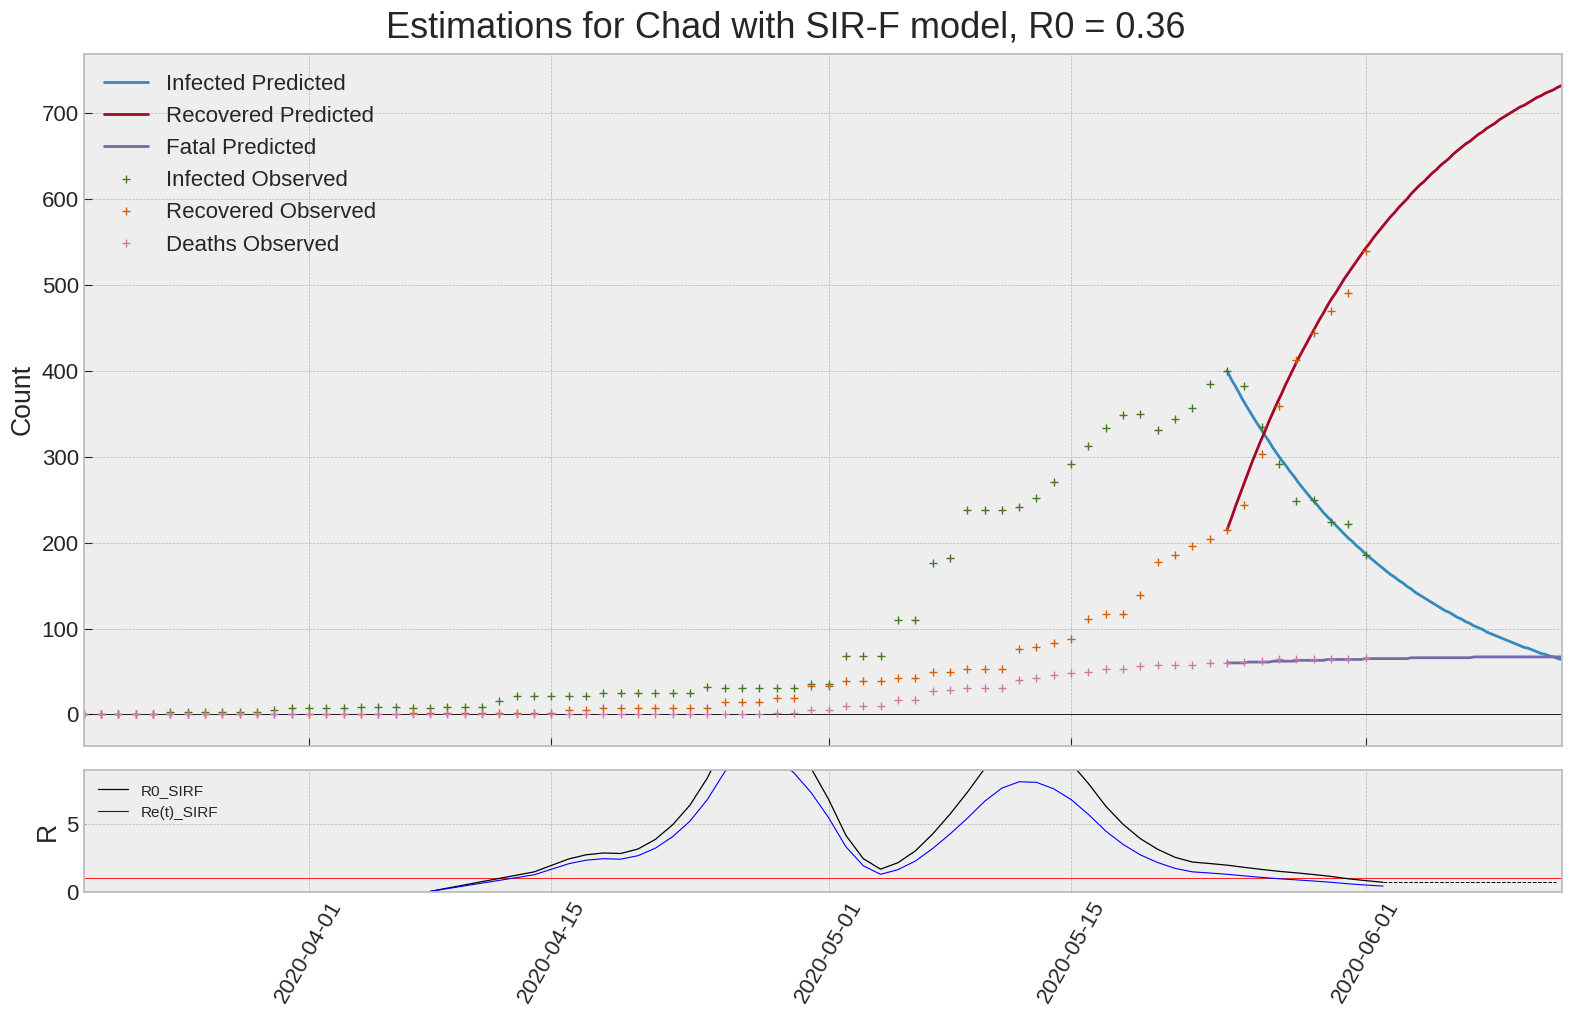 Estimations for Chad with SIR-F model, R0 = 0.36
Infected Predicted
Recovered Predicted
Fatal Predicted
Infected Observed
Recovered Observed
Deaths Observed
Count
700
600
500
400
300
200
100
0
R0_SIRF
Re(t)_SIRF
R
5
0
2020-04-01
2020-04-15
2020-05-01
2020-05-15
2020-06-01